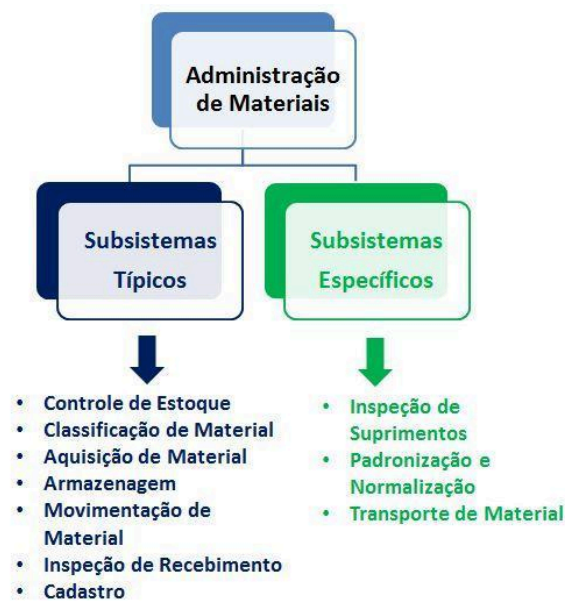 Administração
de Materiais
Subsistemas
Típicos
Subsistemas
Específicos
• Controle de Estoque
• Classificação de Material
• Aquisição de Material
• Armazenagem
• Movimentação de
Material
• Inspeção de Recebimento
• Cadastro
• Inspeção de
Suprimentos
• Padronização e
Normalização
• Transporte de Material